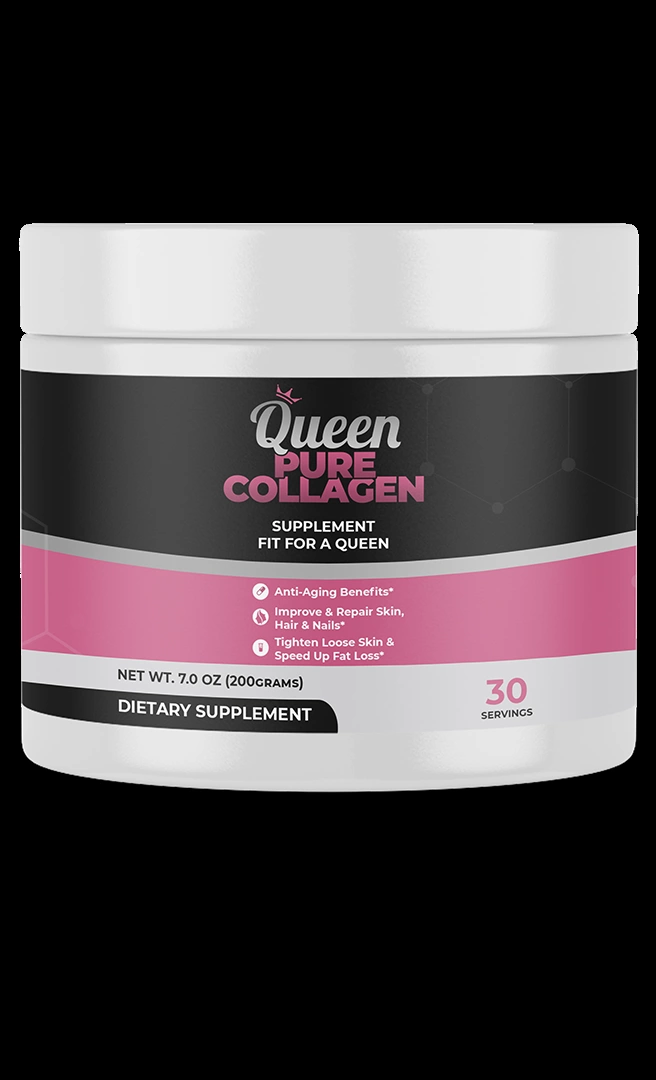 Queen
PURE
COLLAGEN
SUPPLEMENT
FIT FOR A QUEEN
Anti-Aging Benefits*
Improve & Repair Skin,
Hair & Nails*
Tighten Loose Skin &
Speed Up Fat Loss*
NET WT. 7.0 OZ (200GRAMS)
DIETARY SUPPLEMENT
30
SERVINGS